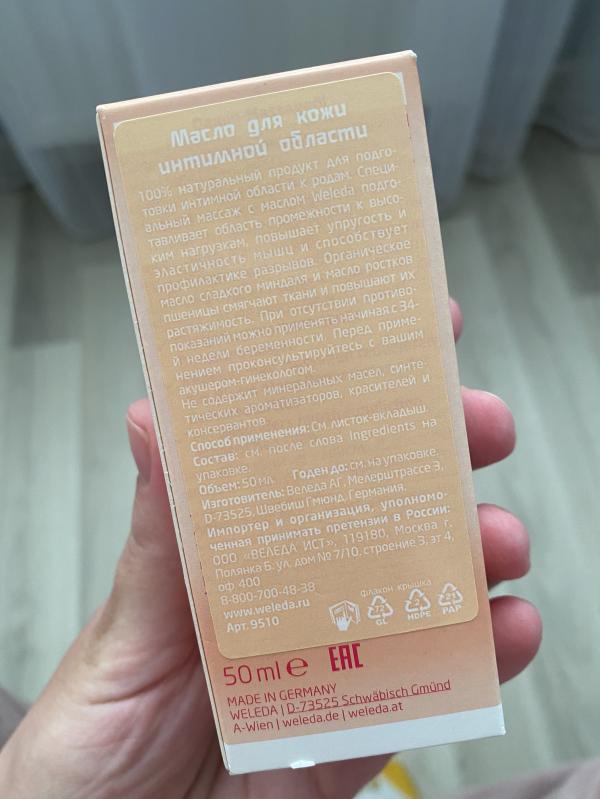 Масло для кожи
интимной области
100% натуральный продукт для подго-
товки интимной области к родам. Специ-
альный массаж с маслом Weleda подго-
тавливает область промежности к высо-
ким нагрузкам, повышает упругость и
эластичность мышц и способствует
профилактике разрывов. Органическое
масло сладкого миндаля и масло ростков
пшеницы смягчают ткани и повышают их
растяжимость. При отсутствии противо-
показаний можно применять начиная с 34-
й недели беременности. Перед приме-
нением проконсультируйтесь с вашим
акушером-гинекологом.
Не содержит минеральных масел, синте-
тических ароматизаторов, красителей и
консервантов.
Способ применения: См. листок-вкладыш.
Состав: см. после слова Ingredients на
упаковке.
Объем: 50 мл. Годен до: см. на упаковке.
Изготовитель: Веледа АГ, Мелерштрассе 3,
D-73525, Швебиш Гмюнд, Германия.
Импортер и организация, уполномо-
ченная принимать претензии в России:
ООО «ВЕЛЕДА ИСТ», 119180, Москва г.
Полянка Б. ул. дом № 7/10, строение 3, эт 4,
оф 400
8-800-700-48-38
www.weleda.ru
Арт. 9510
флакон крышка
72 2 21
GL HDPE PAP
50 ml e EAC
MADE IN GERMANY
WELEDA | D-73525 Schwäbisch Gmünd
A-Wien | weleda.de | weleda.at